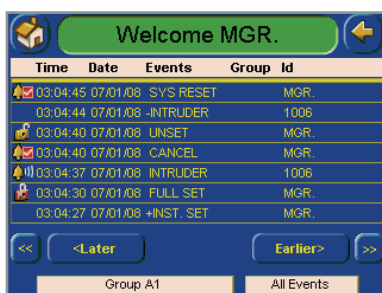 Welcome MGR.
Time Date Events Group Id
03:04:45 07/01/08 SYS RESET MGR.
03:04:44 07/01/08 -INTRUDER 1006
03:04:40 07/01/08 UNSET MGR.
03:04:40 07/01/08 CANCEL MGR.
03:04:37 07/01/08 INTRUDER 1006
03:04:30 07/01/08 FULL SET MGR.
03:04:27 07/01/08 +INST. SET MGR.
<< <Later Earlier> >>
Group A1 All Events